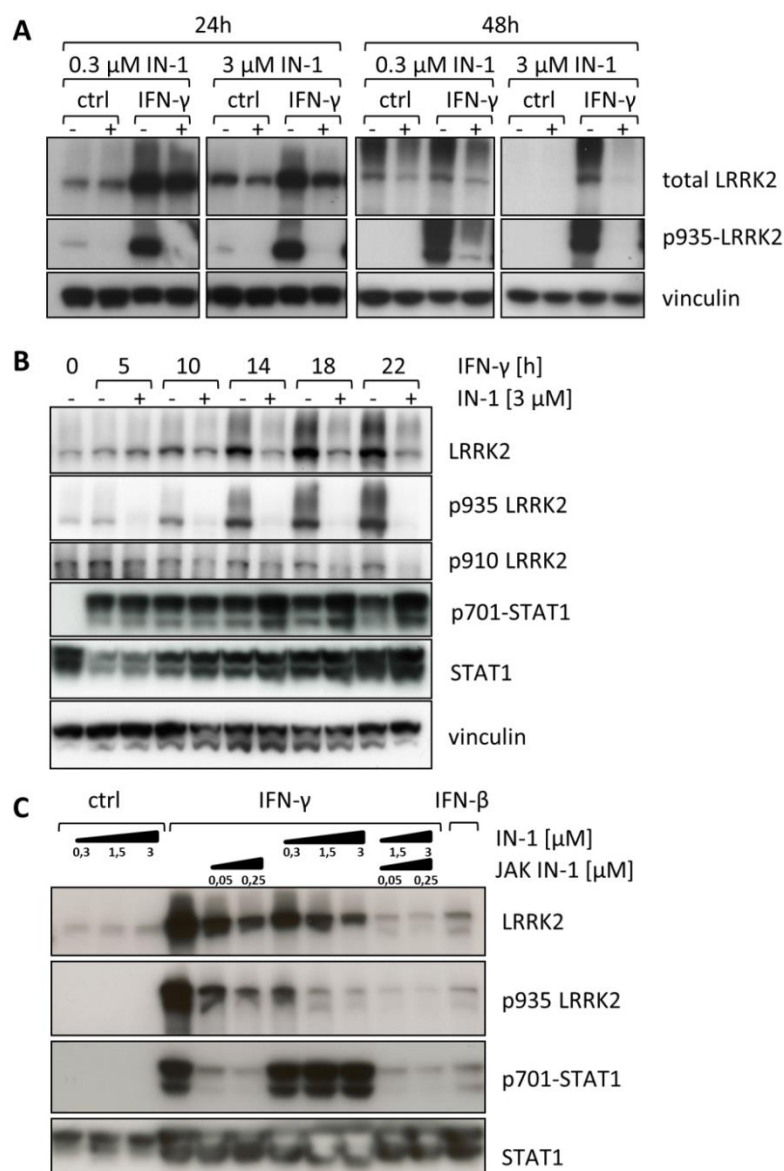 A
24h 48h
0.3 µM IN-1 3 µM IN-1 0.3 µM IN-1 3 µM IN-1
ctrl IFN-γ ctrl IFN-γ ctrl IFN-γ ctrl IFN-γ
- + - + - + - + - + - + - + - +
total LRRK2
p935-LRRK2
vinculin
B
0 5 10 14 18 22 IFN-γ [h]
- - + - + - + - + - + IN-1 [3 µM]
LRRK2
p935 LRRK2
p910 LRRK2
p701-STAT1
STAT1
vinculin
C
ctrl IFN-γ IFN-β
0,3 1,5 3 0,3 1,5 3 1,5 3 IN-1 [µM]
0,05 0,25 0,05 0,25 JAK IN-1 [µM]
LRRK2
p935 LRRK2
p701-STAT1
STAT1